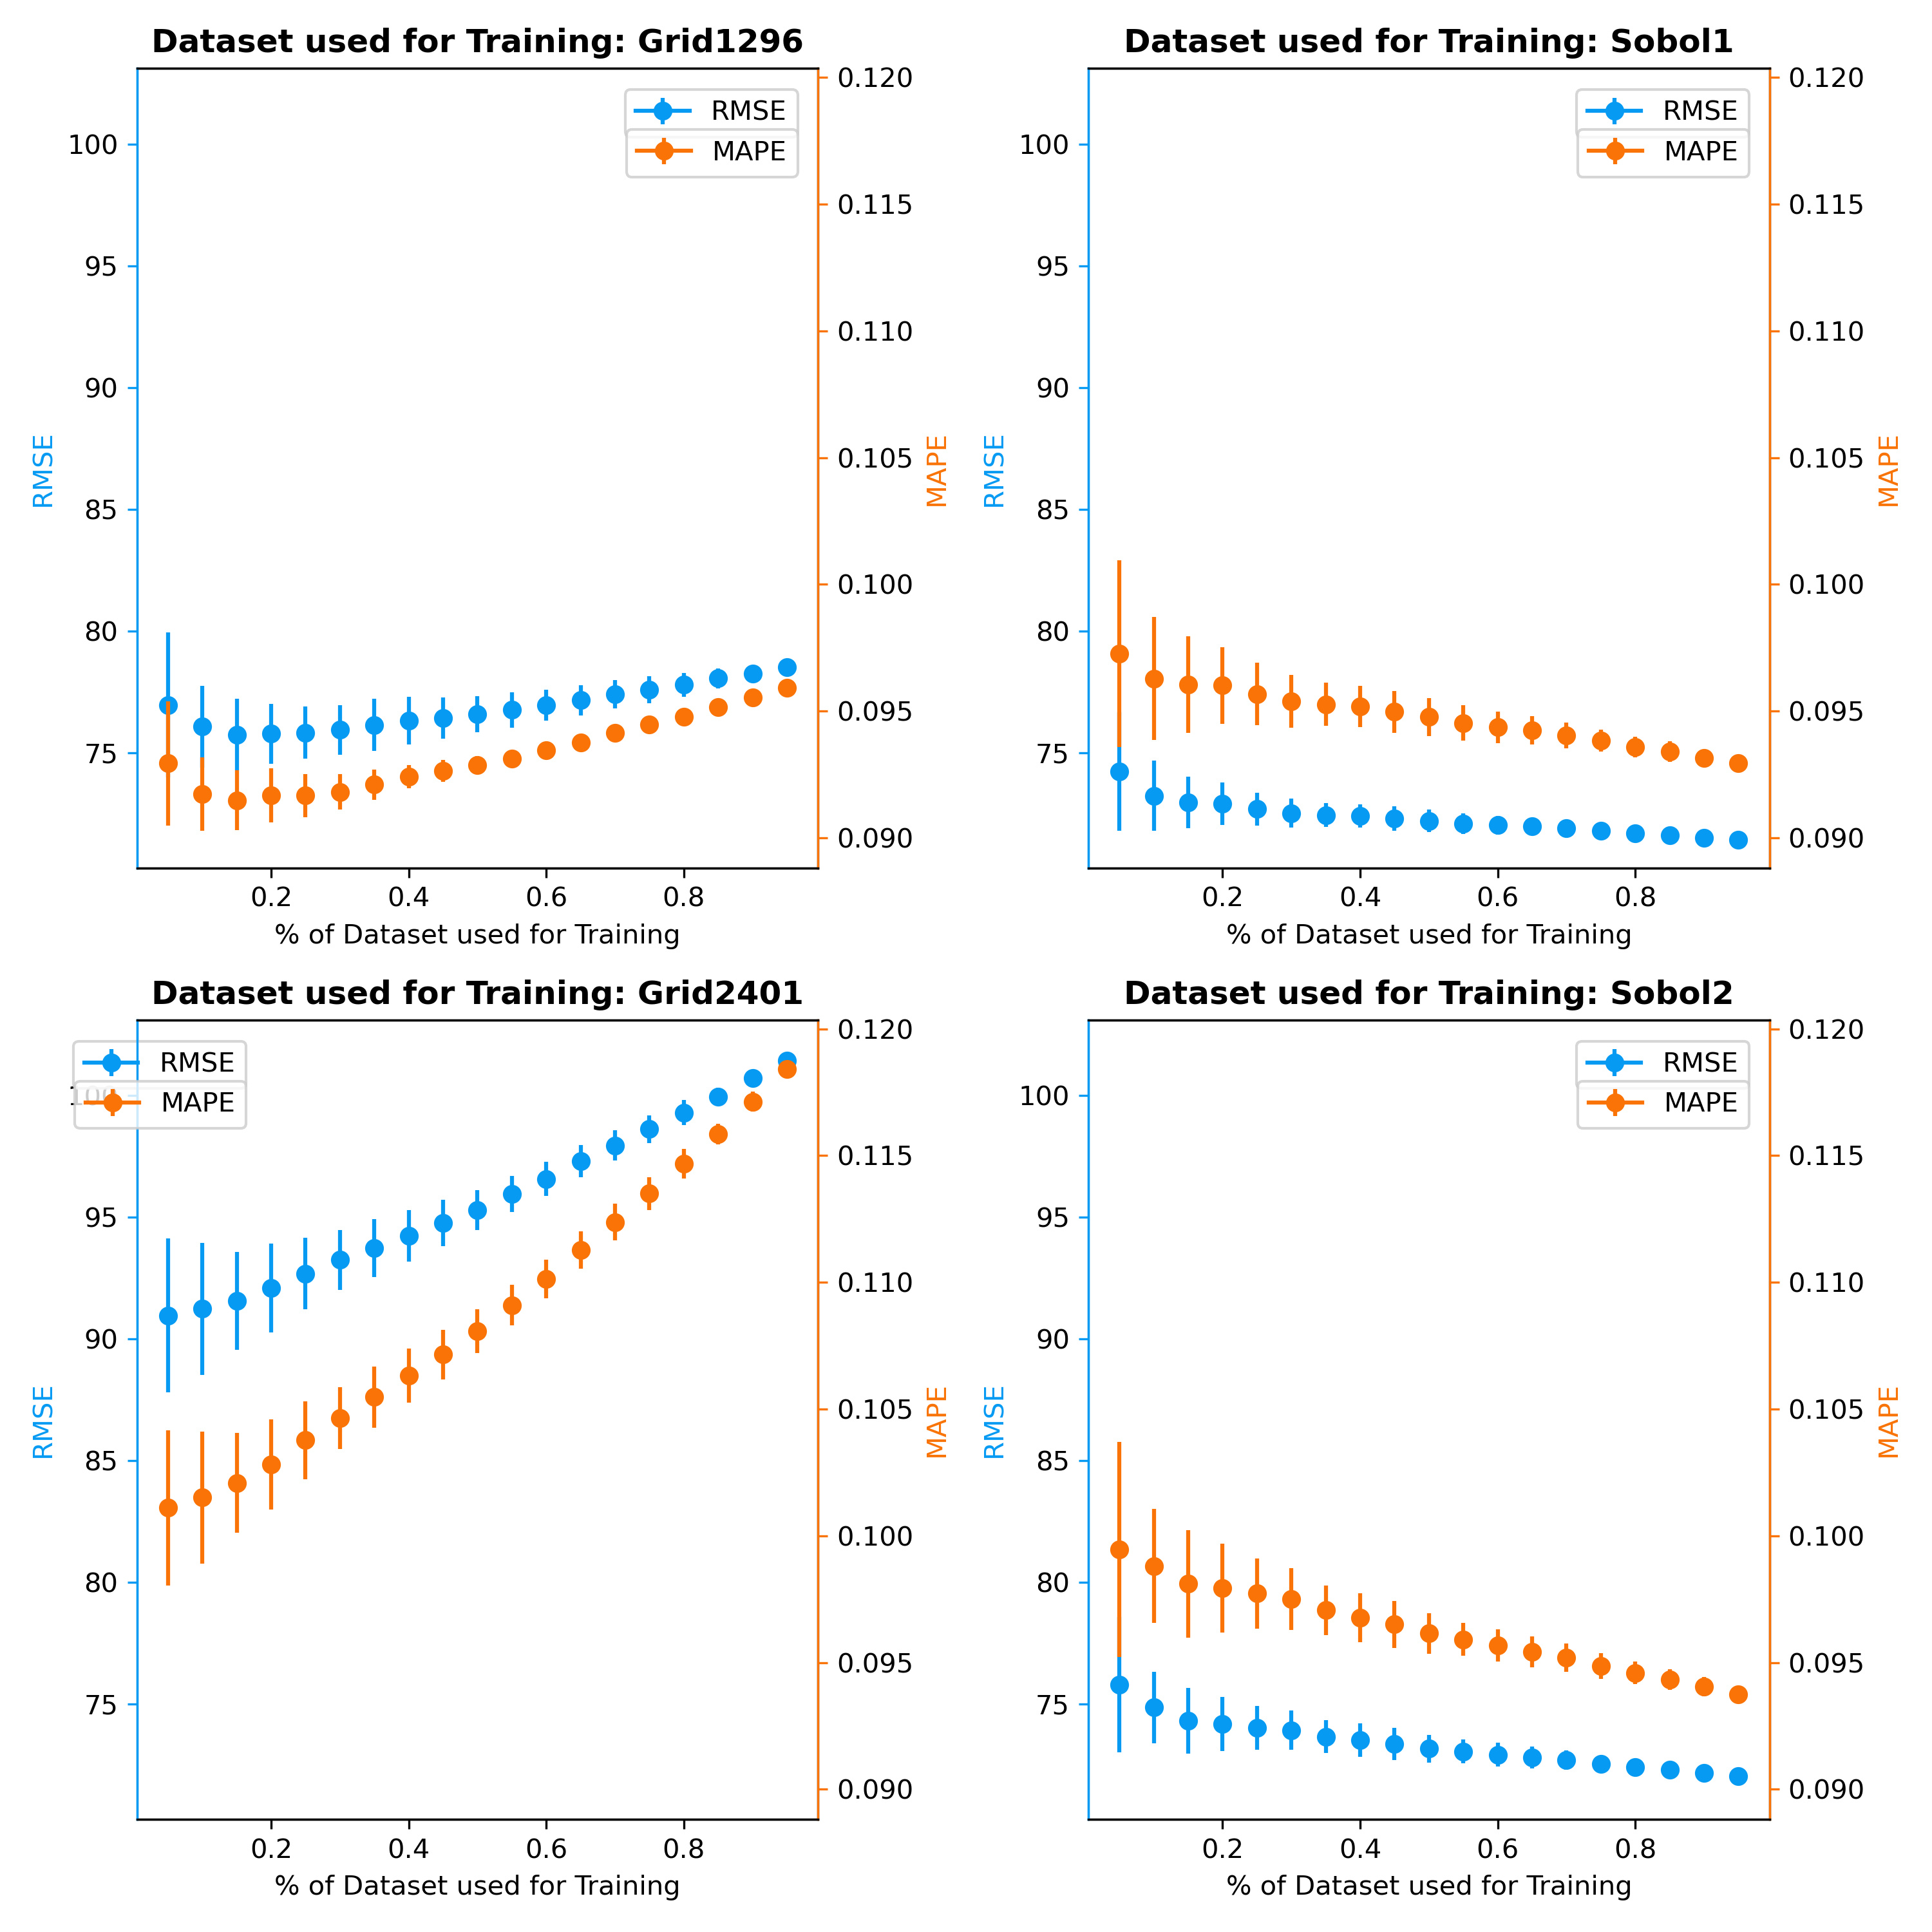 Dataset used for Training: Grid1296
RMSE
MAPE
100
95
90
85
80
75
RMSE
0.120
0.115
0.110
0.105
0.100
0.095
0.090
MAPE
0.2 0.4 0.6 0.8
% of Dataset used for Training
Dataset used for Training: Sobol1
RMSE
MAPE
100
95
90
85
80
75
RMSE
0.120
0.115
0.110
0.105
0.100
0.095
0.090
MAPE
0.2 0.4 0.6 0.8
% of Dataset used for Training
Dataset used for Training: Grid2401
RMSE
MAPE
100
95
90
85
80
75
RMSE
0.120
0.115
0.110
0.105
0.100
0.095
0.090
MAPE
0.2 0.4 0.6 0.8
% of Dataset used for Training
Dataset used for Training: Sobol2
RMSE
MAPE
100
95
90
85
80
75
RMSE
0.120
0.115
0.110
0.105
0.100
0.095
0.090
MAPE
0.2 0.4 0.6 0.8
% of Dataset used for Training